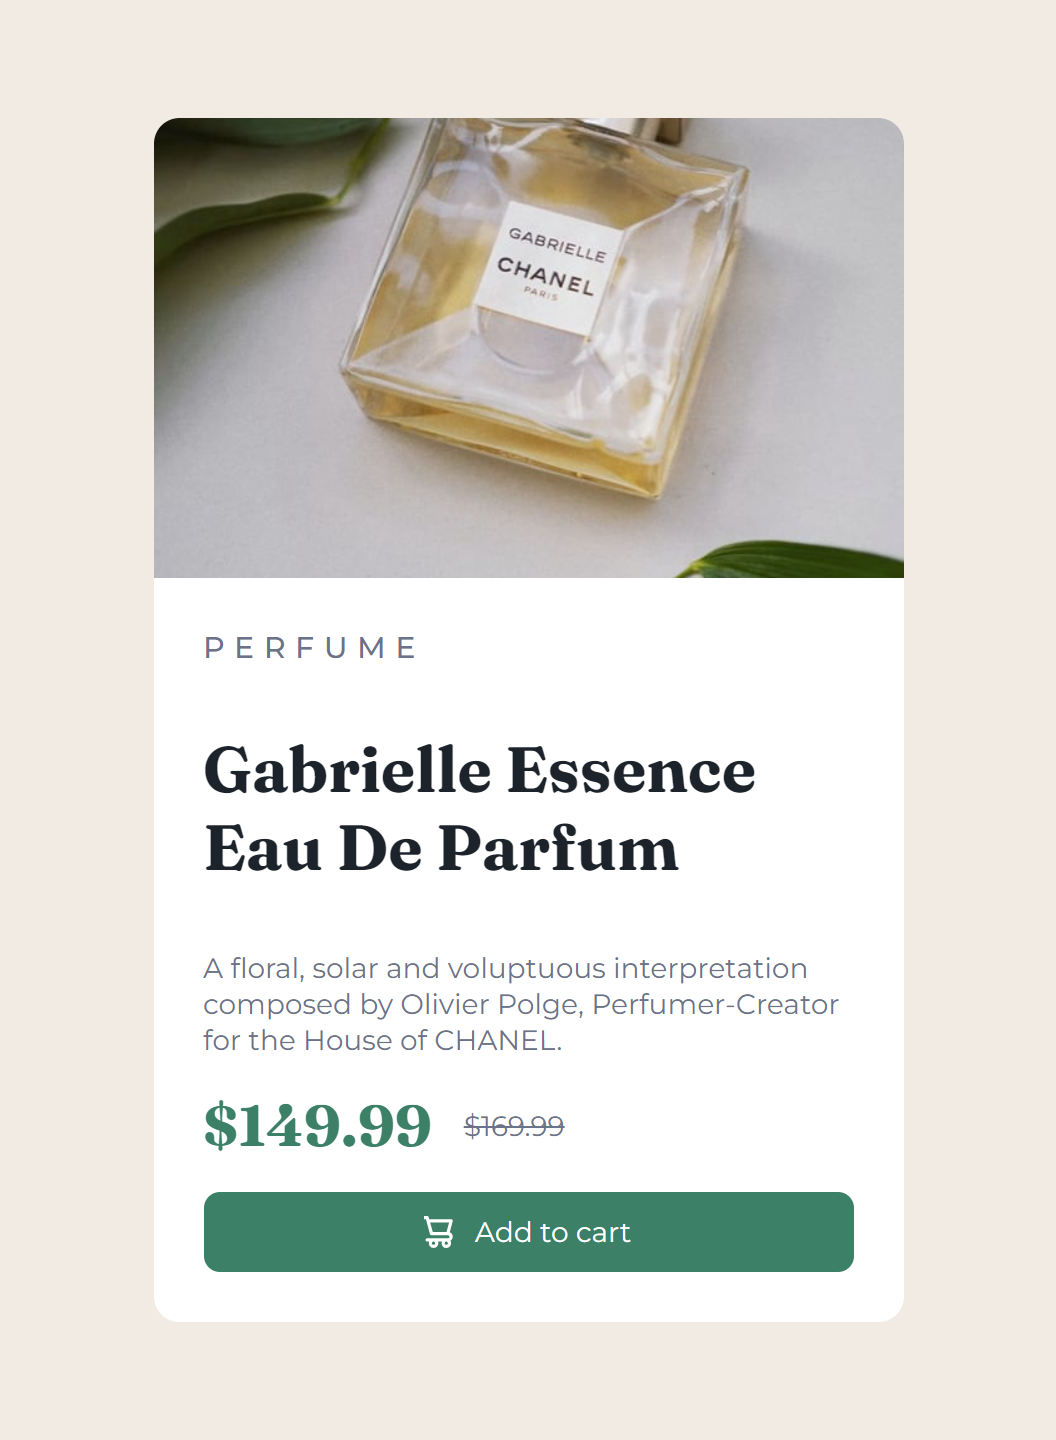 GABRIELLE
CHANEL
PARIS
PERFUME
Gabrielle Essence
Eau De Parfum
A floral, solar and voluptuous interpretation
composed by Olivier Polge, Perfumer-Creator
for the House of CHANEL.
$149.99 $169.99
Add to cart